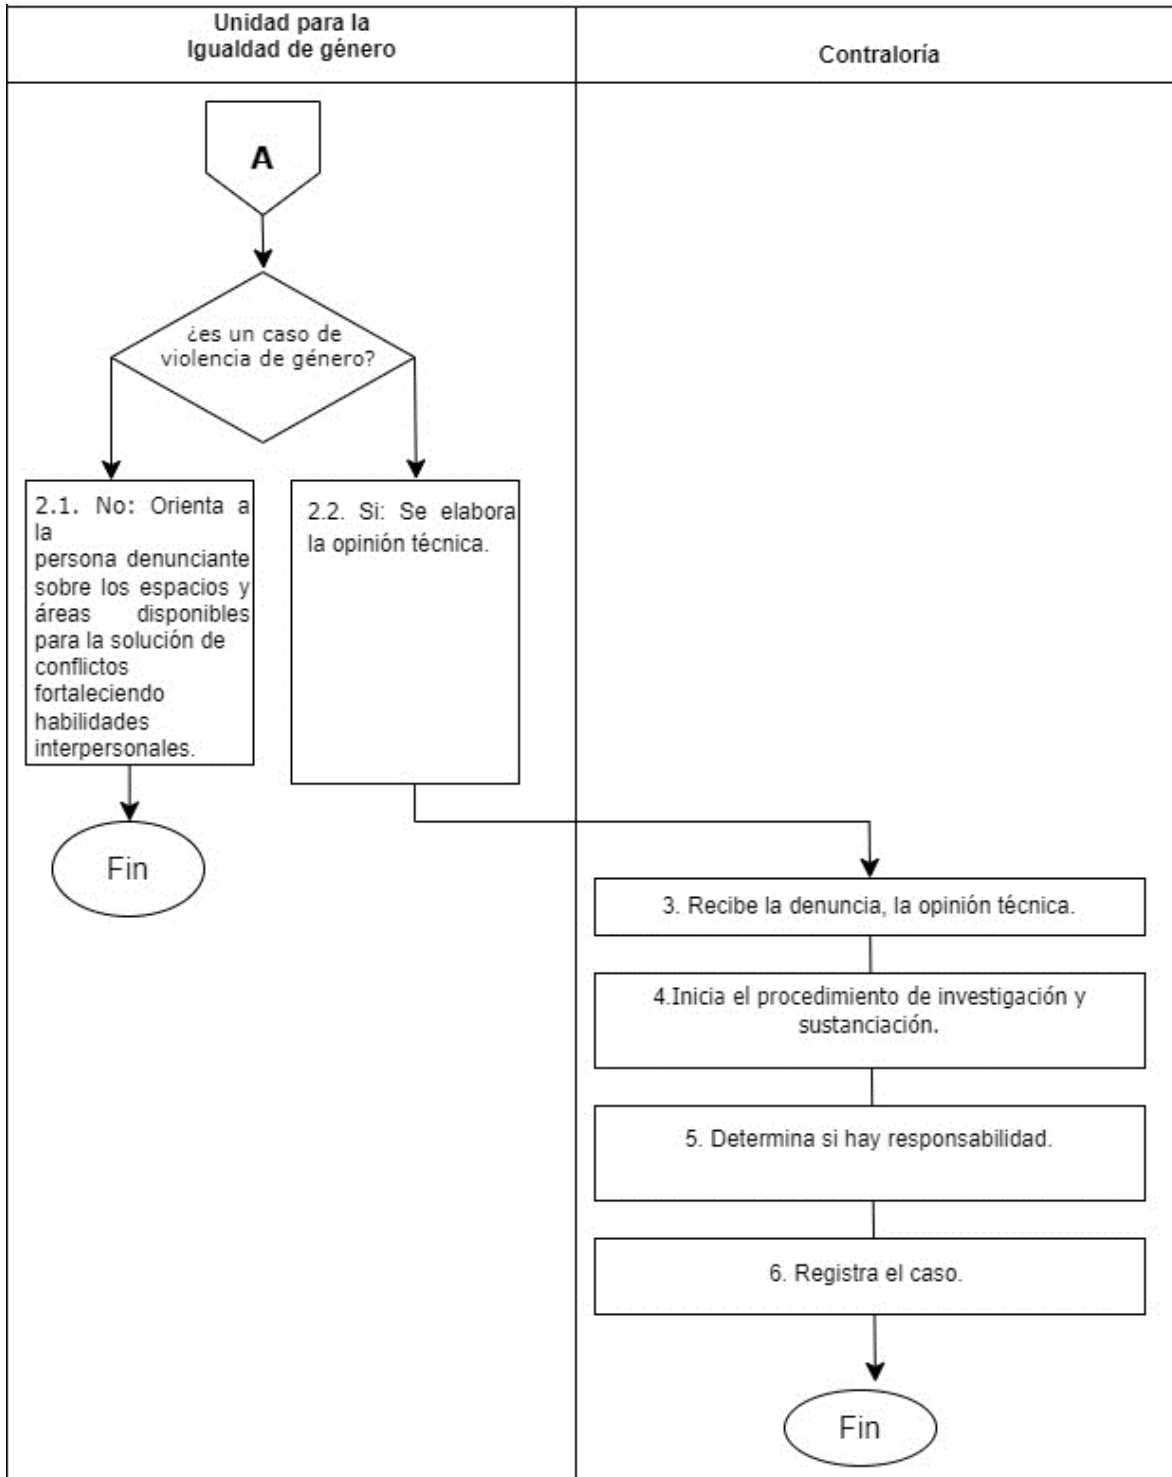 Unidad para la
Igualdad de género
Contraloría
A
¿es un caso de
violencia de género?
2.1. No: Orienta a
la
persona denunciante
sobre los espacios y
áreas disponibles
para la solución de
conflictos
fortaleciendo
habilidades
interpersonales.
2.2. Si: Se elabora
la opinión técnica.
Fin
3. Recibe la denuncia, la opinión técnica.
4.Inicia el procedimiento de investigación y
sustanciación.
5. Determina si hay responsabilidad.
6. Registra el caso.
Fin